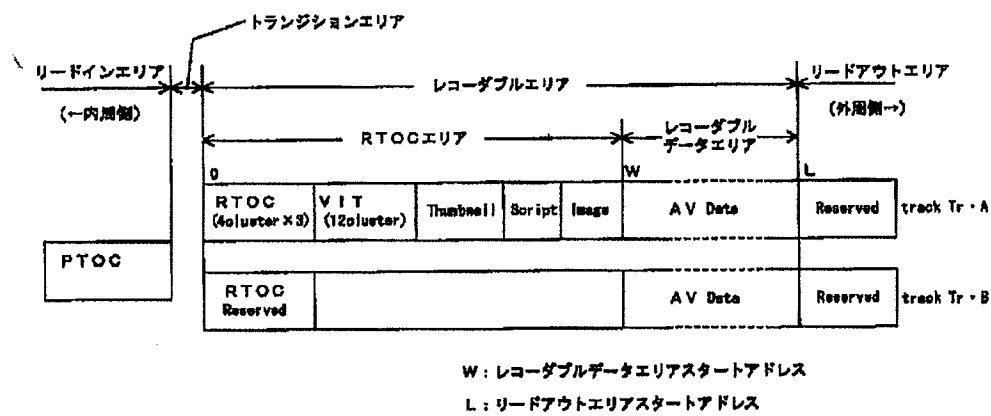 トランジションエリア
リードインエリア
レコーダブルエリア
リードアウトエリア
(←内周側)
(外周側→)
RTOCエリア
レコーダブル
データエリア
0
W
L
RTOC
(4cluster×3)
VIT
(12cluster)
Thumbnail
Script
Image
AV Data
Reserved
track Tr・A
PTOC
RTOC
Reserved
AV Data
Reserved
track Tr・B
W：レコーダブルデータエリアスタートアドレス
L：リードアウトエリアスタートアドレス